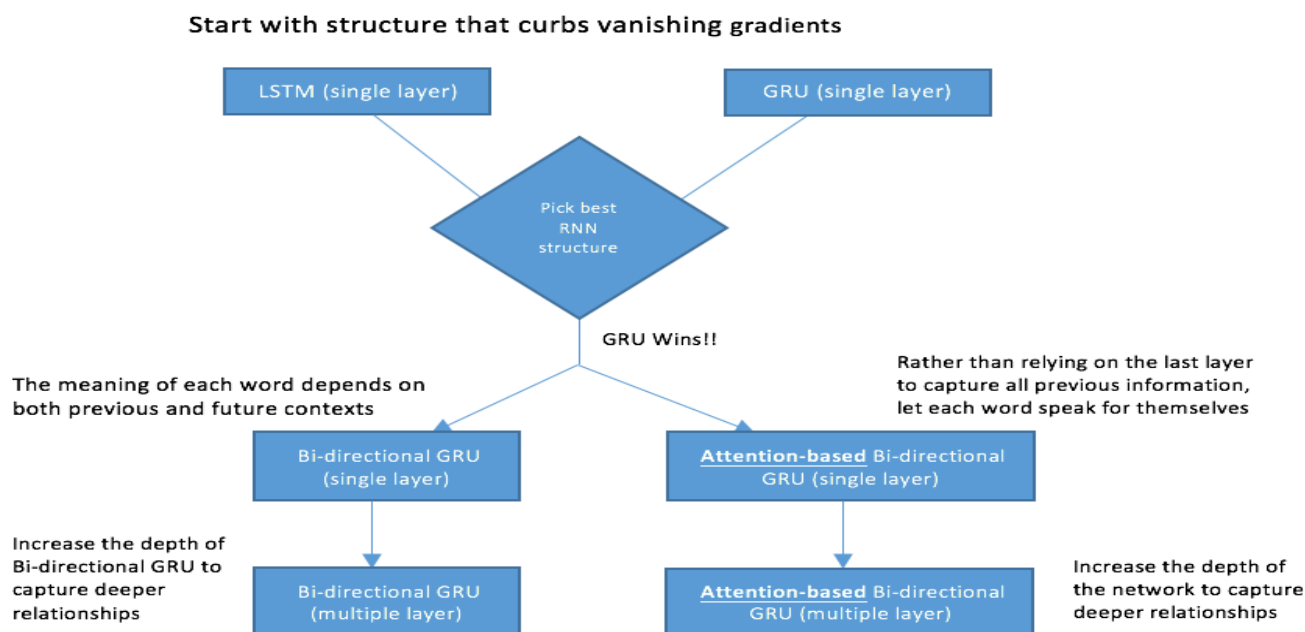 Start with structure that curbs vanishing gradients
LSTM (single layer)
GRU (single layer)
Pick best
RNN
structure
GRU Wins!!
The meaning of each word depends on
both previous and future contexts
Rather than relying on the last layer
to capture all previous information,
let each word speak for themselves
Bi-directional GRU
(single layer)
Attention-based Bi-directional
GRU (single layer)
Increase the depth of
Bi-directional GRU to
capture deeper
relationships
Bi-directional GRU
(multiple layer)
Attention-based Bi-directional
GRU (multiple layer)
Increase the depth of
the network to capture
deeper relationships